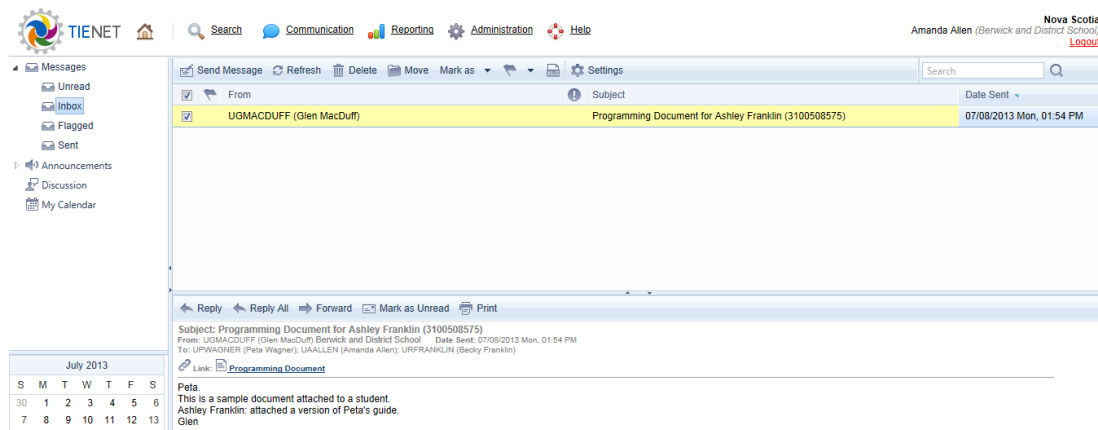 TIENET
Search Communication Reporting Administration Help
Nova Scotia
Amanda Allen (Berwick and District School)
Logout
Messages
Unread
Inbox
Flagged
Sent
Announcements
Discussion
My Calendar
Send Message Refresh Delete Move Mark as Settings Search
From Subject Date Sent
UGMACDUFF (Glen MacDuff) Programming Document for Ashley Franklin (3100508575) 07/08/2013 Mon, 01:54 PM
Reply Reply All Forward Mark as Unread Print
Subject: Programming Document for Ashley Franklin (3100508575)
From: UGMACDUFF (Glen MacDuff) Berwick and District School Date Sent: 07/08/2013 Mon, 01:54 PM
To: UPWAGNER (Peta Wagner); UAALLEN (Amanda Allen); URFRANKLIN (Becky Franklin)
Link: Programming Document
Peta.
This is a sample document attached to a student.
Ashley Franklin: attached a version of Peta's guide.
Glen
July 2013
S M T W T F S
30 1 2 3 4 5 6
7 8 9 10 11 12 13